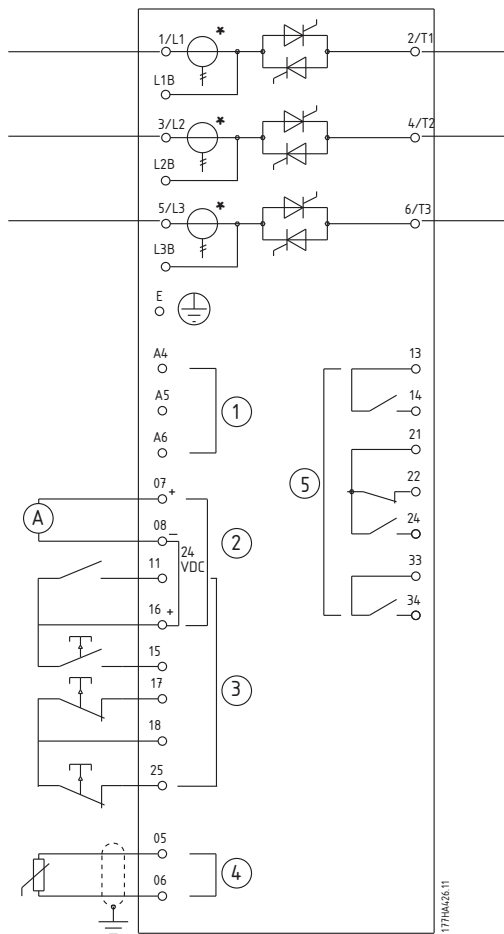 1/L1
*
2/T1
L1B
3/L2
*
4/T2
L2B
5/L3
*
6/T3
L3B
E
A4
A5
A6
1
07 +
08 –
24
VDC
11
16 +
15
17
18
25
2
3
A
05
06
4
13
14
21
22
24
33
34
5
177HA426.11